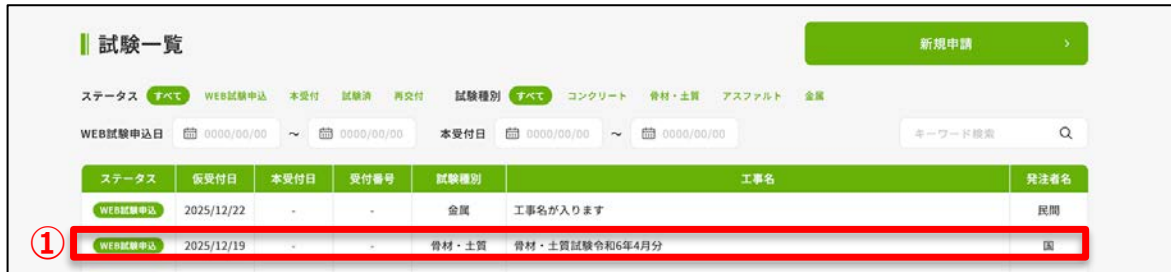 試験一覧
新規申請
ステータス すべて WEB試験申込 本受付 試験済 再交付 試験種別 すべて コンクリート 骨材・土質 アスファルト 金属
WEB試験申込日 0000/00/00 ～ 0000/00/00 本受付日 0000/00/00 ～ 0000/00/00 キーワード検索
ステータス 仮受付日 本受付日 受付番号 試験種別 工事名 発注者名
WEB試験申込 2025/12/22 - - 金属 工事名が入ります 民間
① WEB試験申込 2025/12/19 - - 骨材・土質 骨材・土質試験令和6年4月分 国